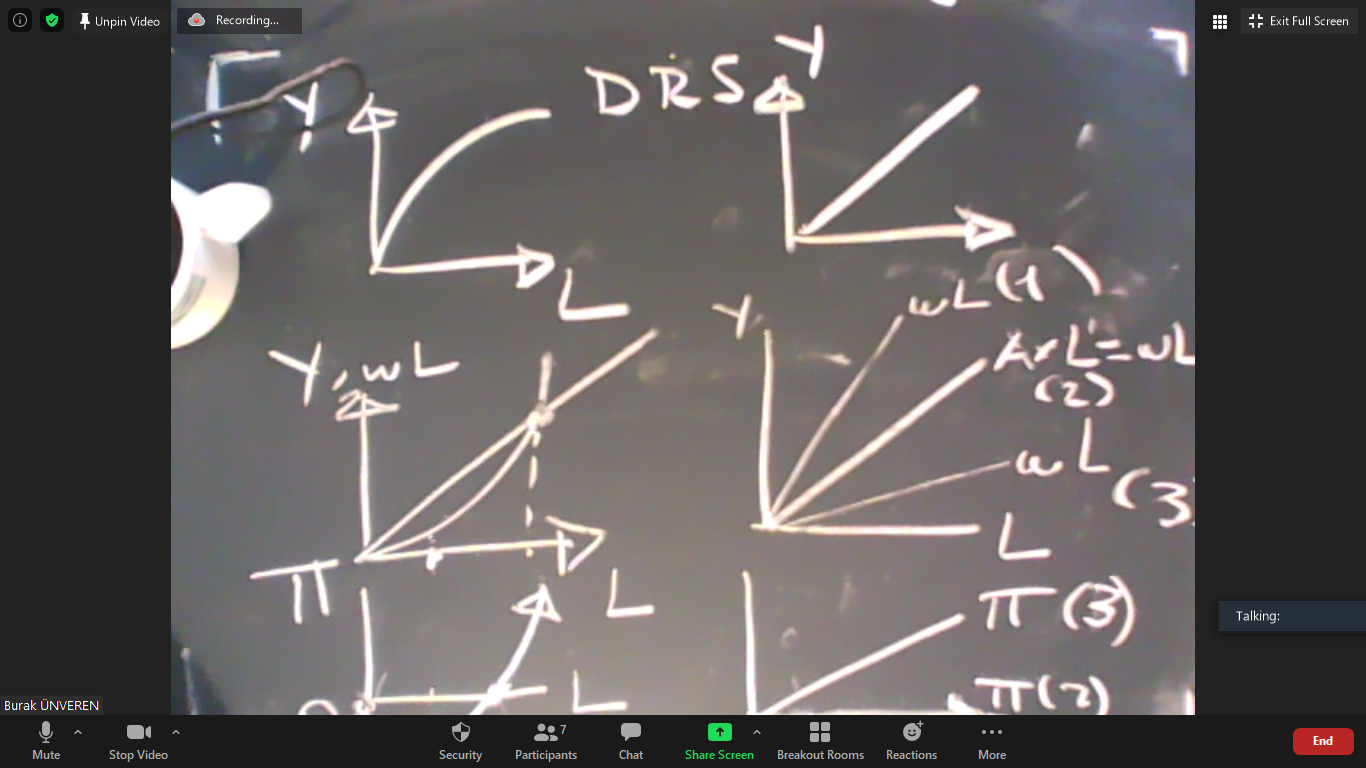 Unpin Video
Recording...
Exit Full Screen
Y
DRS
Y
L
wL (1)
Y, wL
Y
A x L = wL
(2)
wL
(3)
L
π
L
π (3)
L
π (2)
Talking:
Burak ÜNVEREN
Mute
Stop Video
Security
Participants
7
Chat
Share Screen
Breakout Rooms
Reactions
More
End